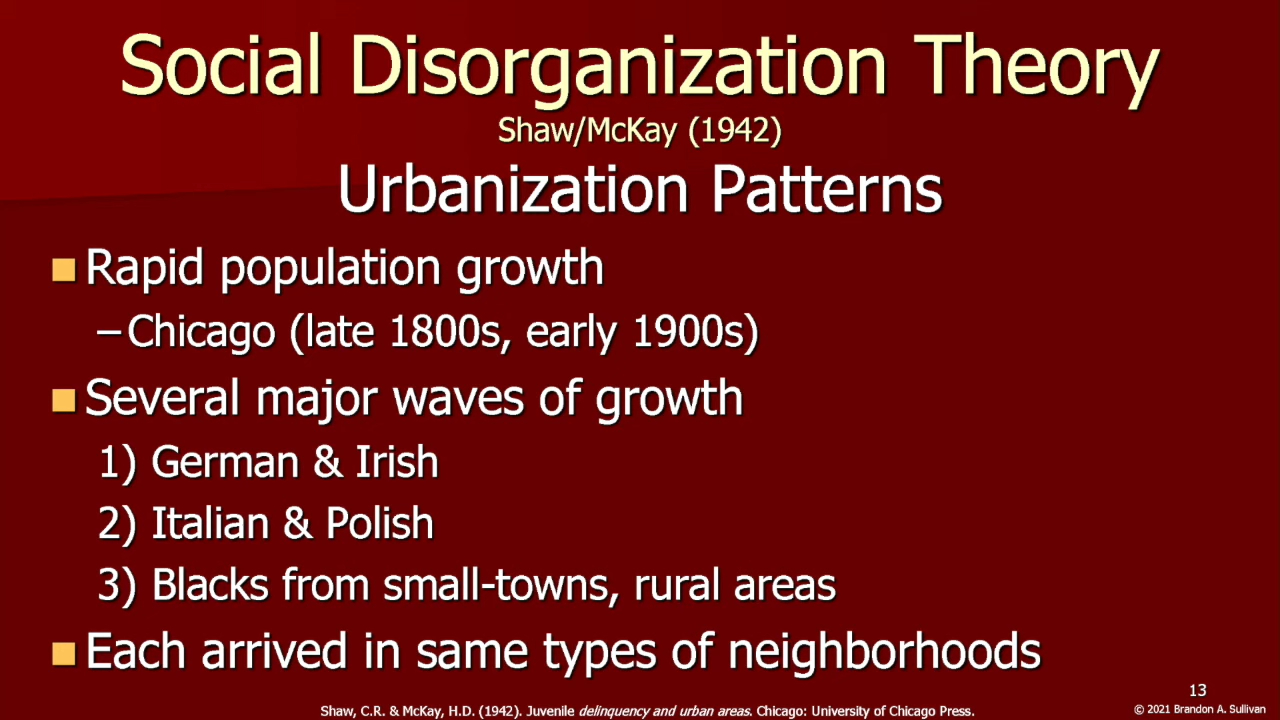 Social Disorganization Theory
Shaw/McKay (1942)
Urbanization Patterns
Rapid population growth
–Chicago (late 1800s, early 1900s)
Several major waves of growth
1) German & Irish
2) Italian & Polish
3) Blacks from small-towns, rural areas
Each arrived in same types of neighborhoods
13
Shaw, C.R. & McKay, H.D. (1942). Juvenile delinquency and urban areas. Chicago: University of Chicago Press.
© 2021 Brandon A. Sullivan